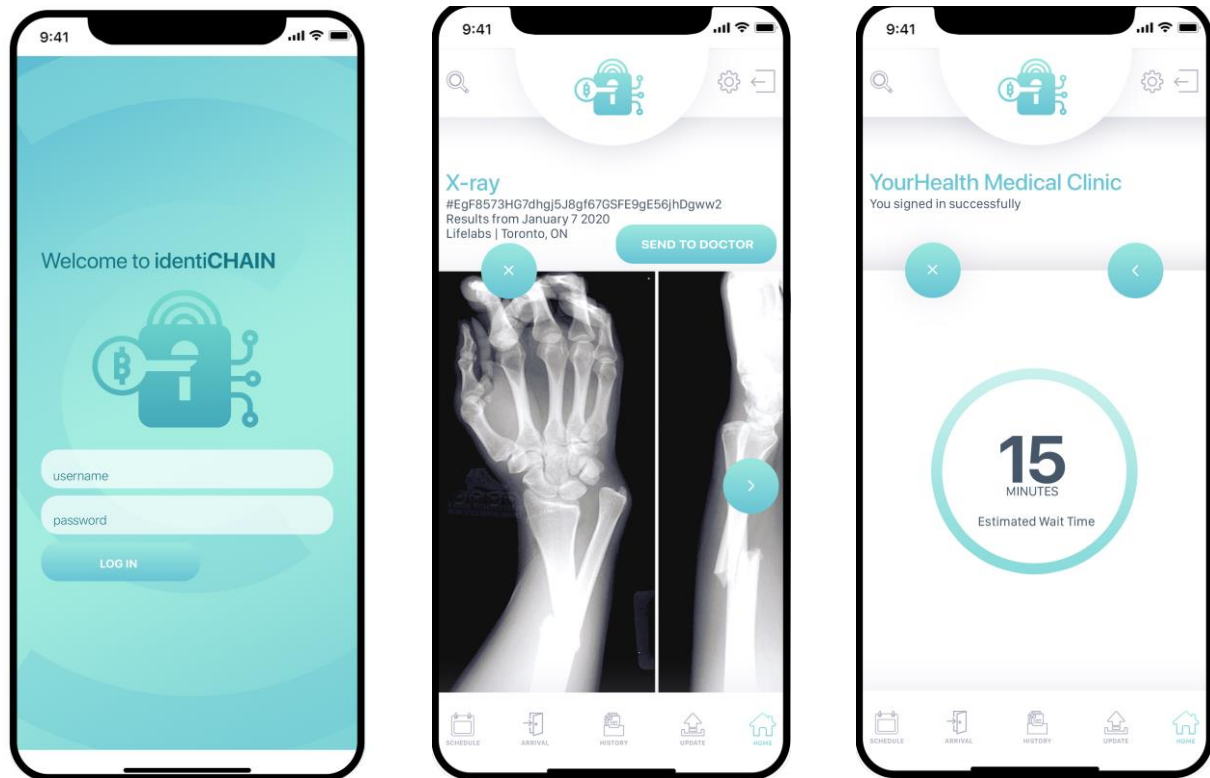 9:41
Welcome to identiCHAIN
username
password
LOG IN
9:41
X-ray
#EgF8573HG7dhgj5J8gf67GSFE9gE56jhDgww2
Results from January 7 2020
Lifelabs | Toronto, ON
SEND TO DOCTOR
SCHEDULE
ARRIVAL
HISTORY
UPDATE
HOME
9:41
YourHealth Medical Clinic
You signed in successfully
15
MINUTES
Estimated Wait Time
SCHEDULE
ARRIVAL
HISTORY
UPDATE
HOME